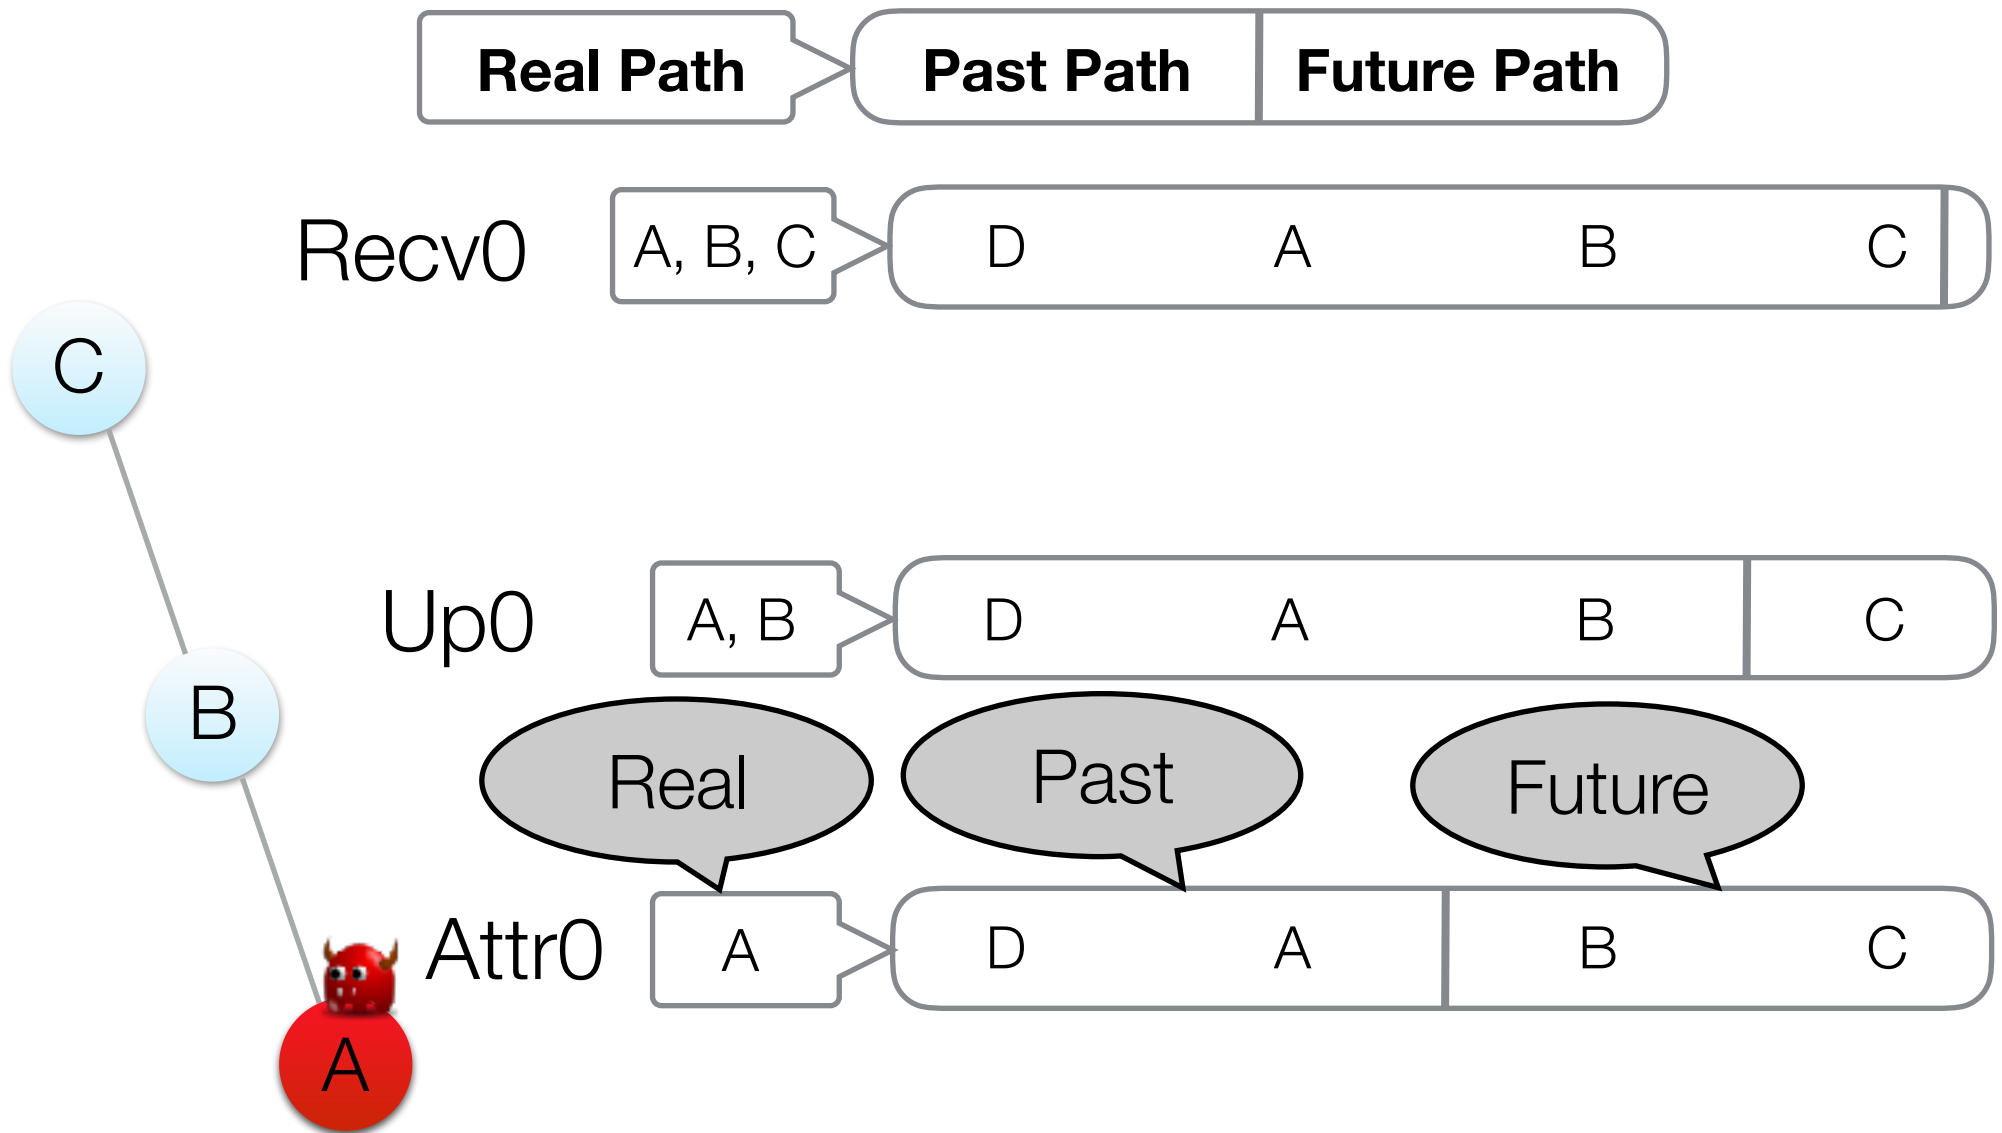 Real Path Past Path Future Path
Recv0 A, B, C D A B C
C
Up0 A, B D A B C
B
Real Past Future
Attr0 A D A B C
A